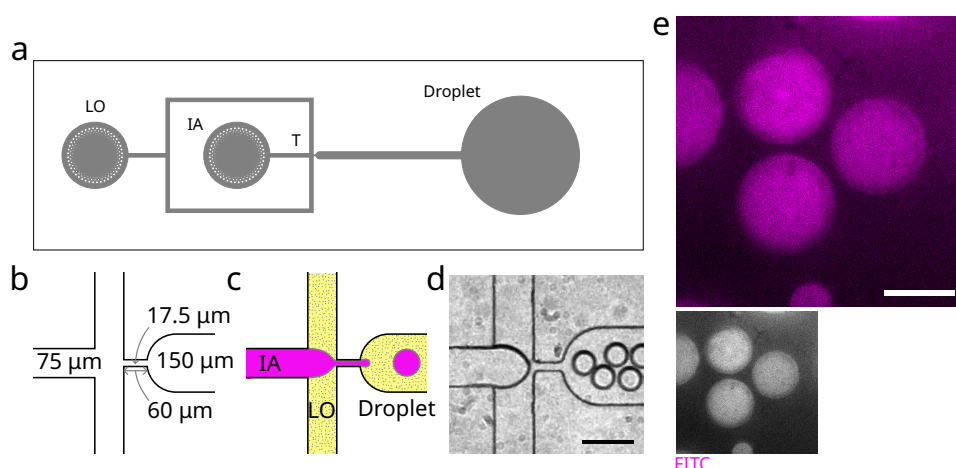 a
LO
IA
T
Droplet
b
75 µm
17.5 µm
150 µm
60 µm
c
IA
LO
Droplet
d
e
FITC